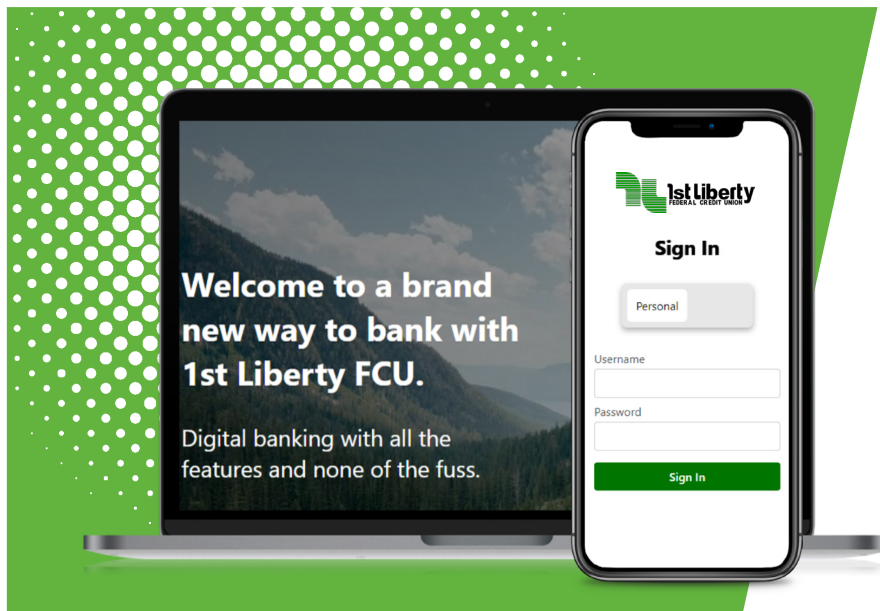 Welcome to a brand
new way to bank with
1st Liberty FCU.
Digital banking with all the
features and none of the fuss.
1st Liberty
FEDERAL CREDIT UNION
Sign In
Personal
Username
Password
Sign In